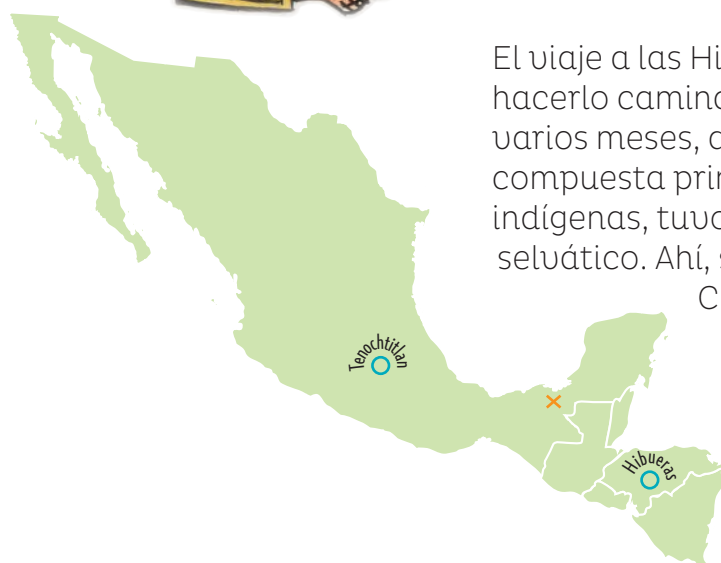 El viaje a las Hi
hacerlo camina
varios meses,
compuesta prin
indígenas, tuvo
selvático. Ahí, s
C
Tenochtitlan
Hibueras